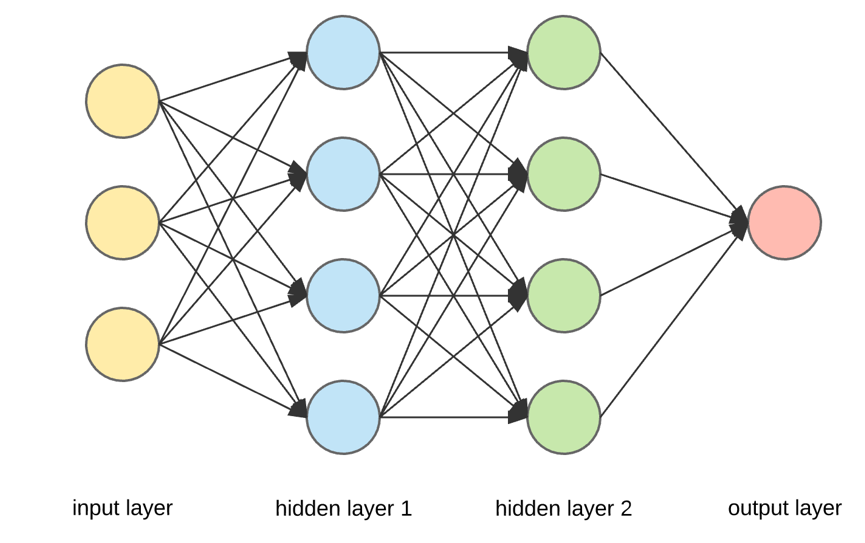 input layer
hidden layer 1
hidden layer 2
output layer